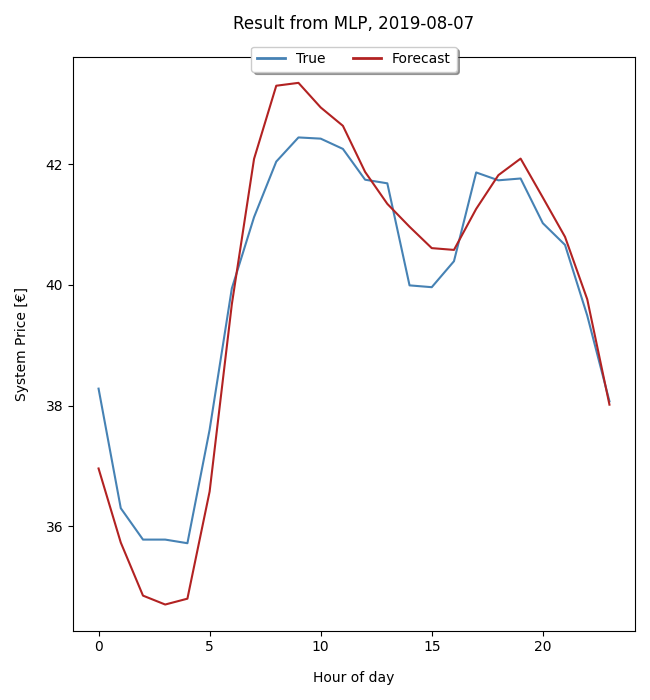 Result from MLP, 2019-08-07
True Forecast
42
40
38
36
System Price [€]
0 5 10 15 20
Hour of day